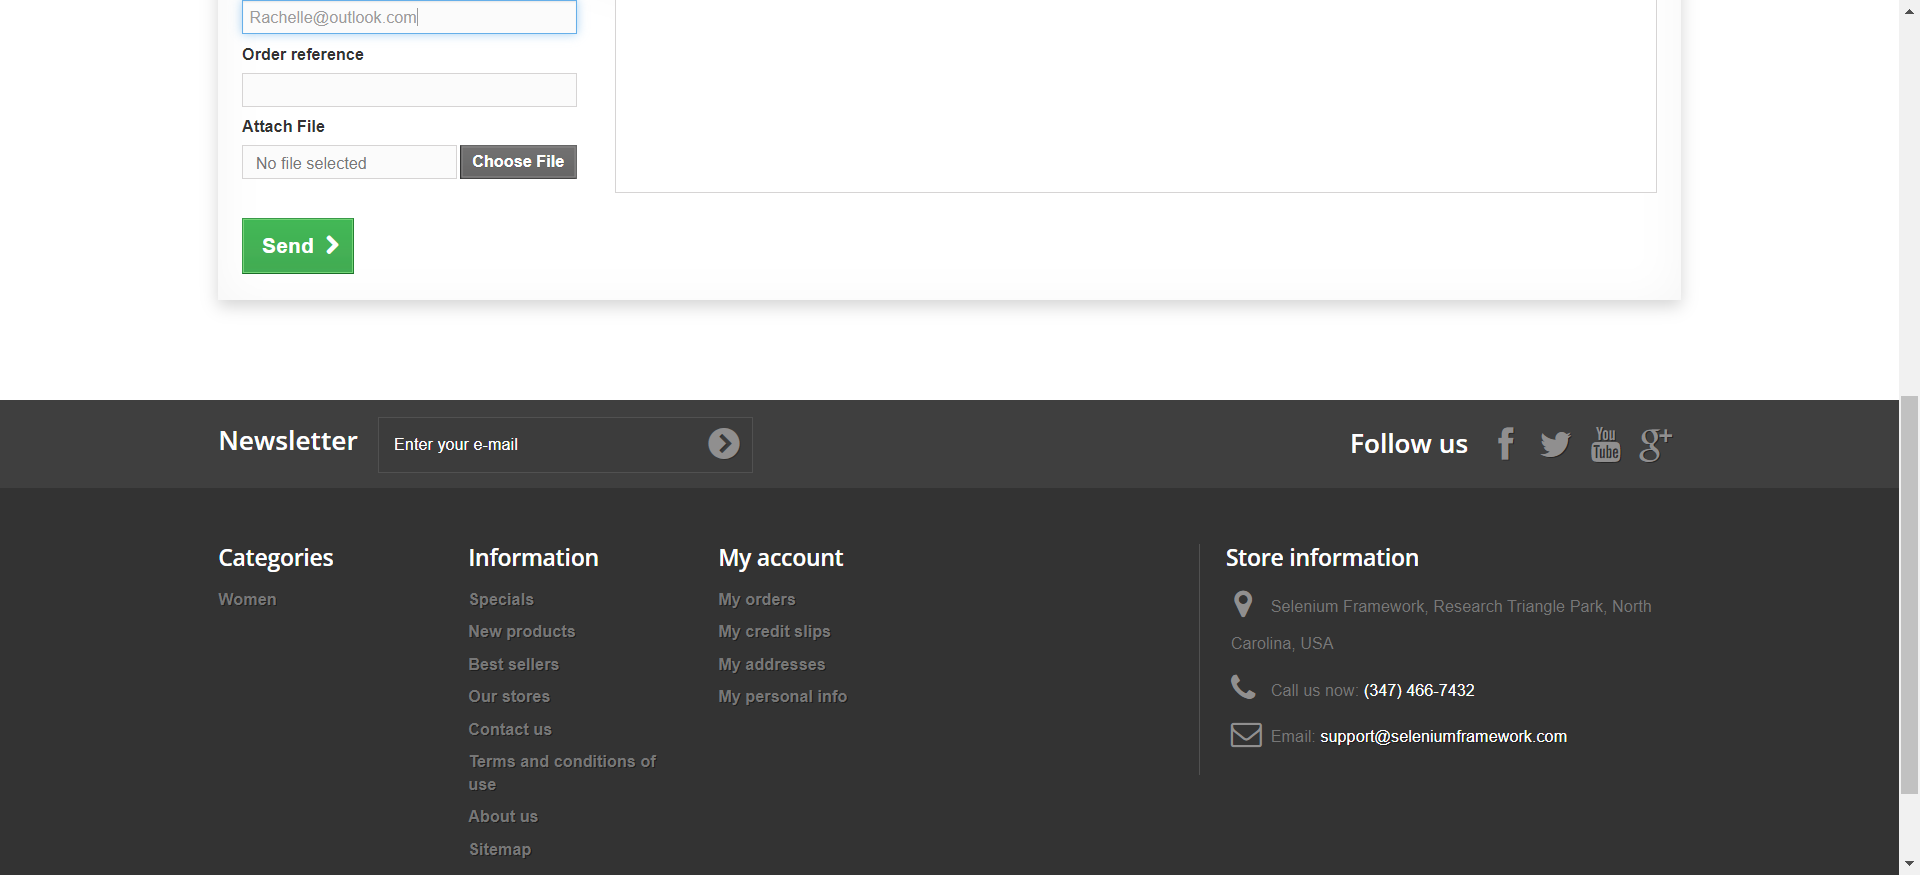 Rachelle@outlook.com
Order reference
Attach File
No file selected
Choose File
Send
Newsletter
Enter your e-mail
Follow us
You
Tube
g+
Categories
Women
Information
Specials
New products
Best sellers
Our stores
Contact us
Terms and conditions of
use
About us
Sitemap
My account
My orders
My credit slips
My addresses
My personal info
Store information
Selenium Framework, Research Triangle Park, North
Carolina, USA
Call us now: (347) 466-7432
Email: support@seleniumframework.com